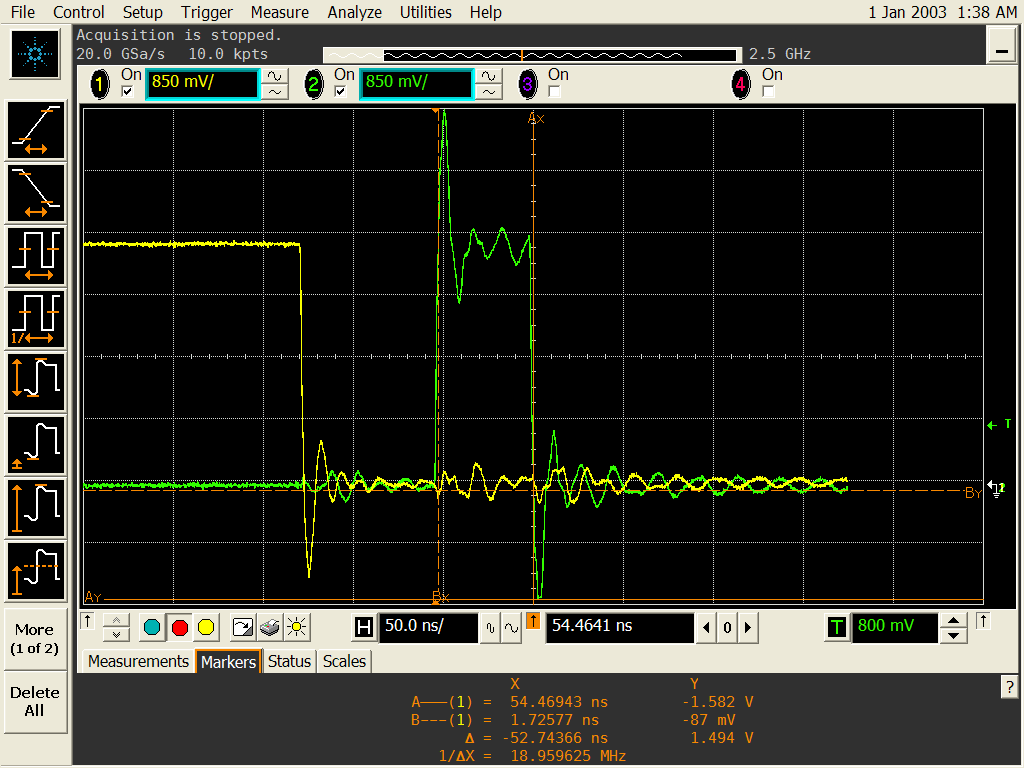 File Control Setup Trigger Measure Analyze Utilities Help 1 Jan 2003 1:38 AM
Acquisition is stopped.
20.0 GSa/s 10.0 kpts 2.5 GHz
1 On 850 mV/ 2 On 850 mV/ 3 On 4 On
Ax
T
By
Ay
Bx
1/
More
(1 of 2)
Delete
All
H 50.0 ns/ 54.4641 ns 0 T 800 mV
Measurements Markers Status Scales
?
X Y
A———(1) = 54.46943 ns -1.582 V
B---(1) = 1.72577 ns -87 mV
Δ = -52.74366 ns 1.494 V
1/ΔX = 18.959625 MHz